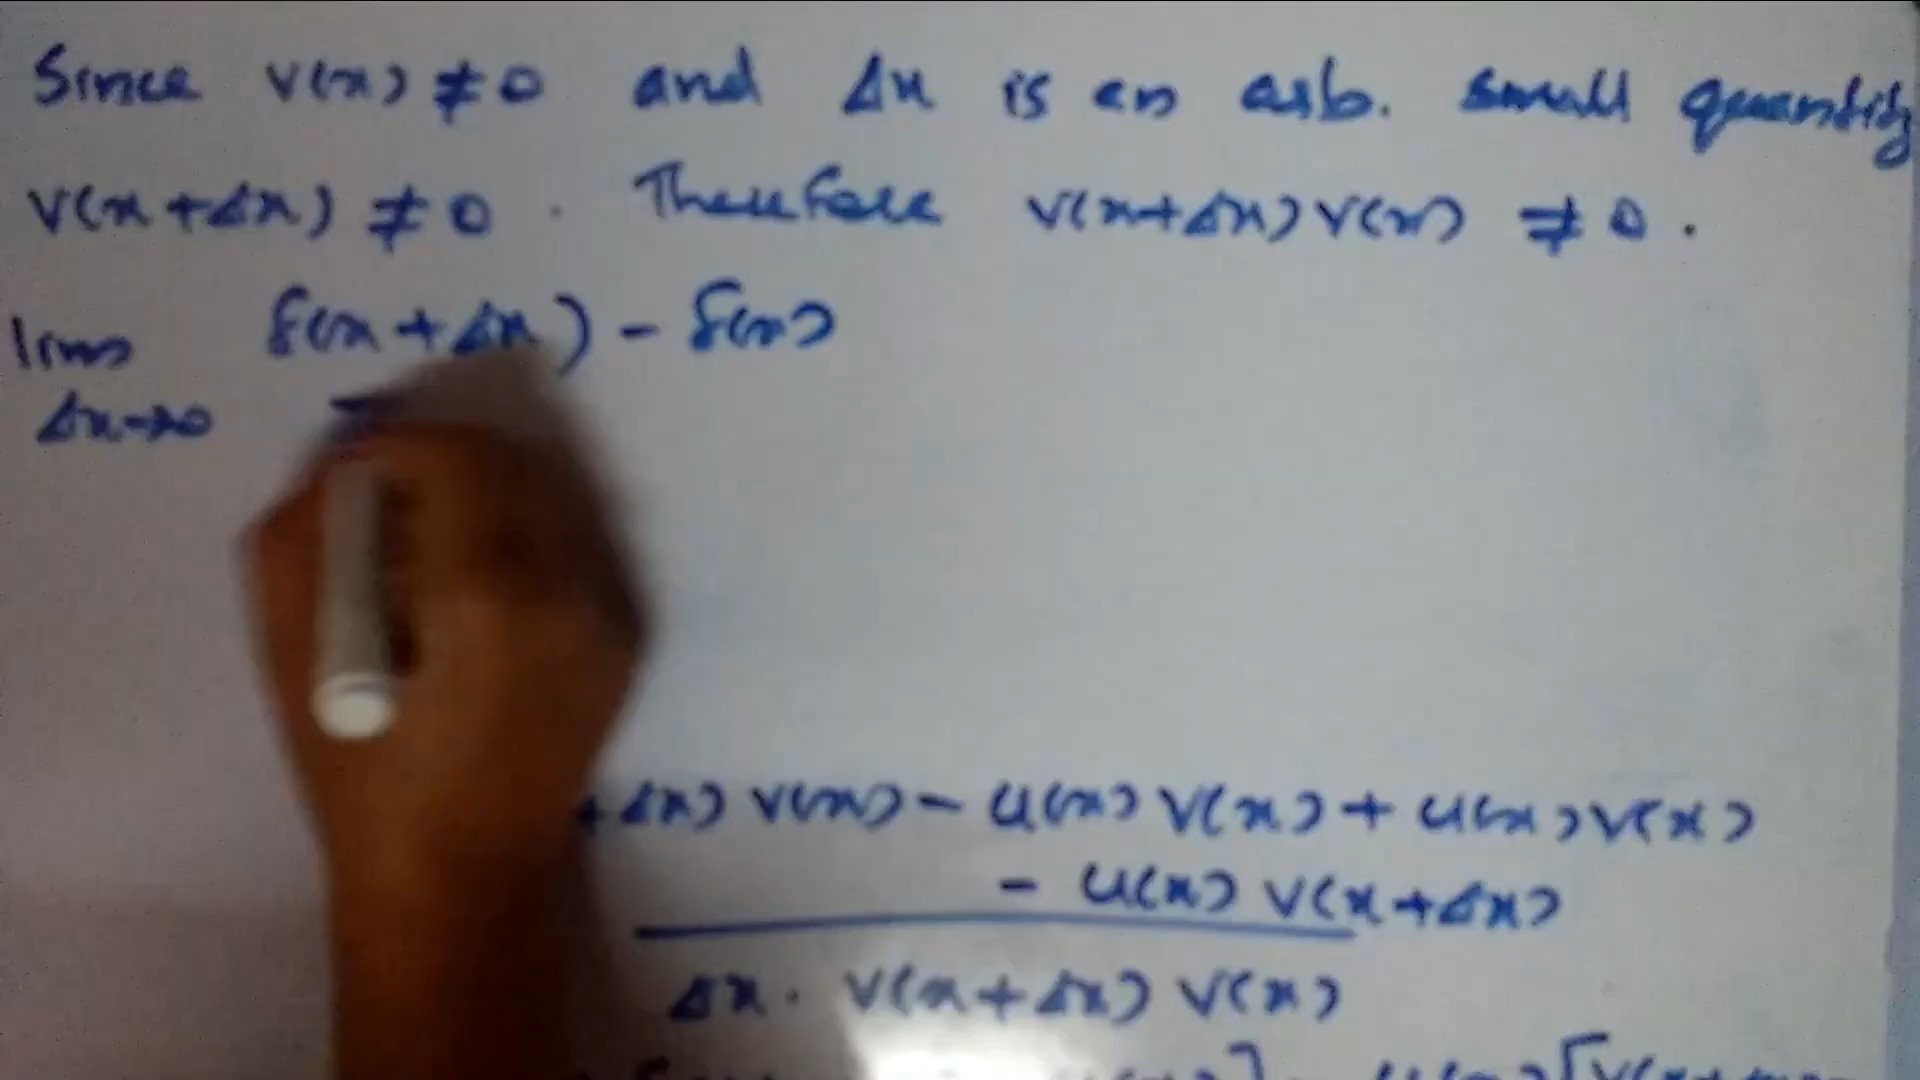 Since v(x) ≠ 0 and Δx is an arb. small quantity
v(x+Δx) ≠ 0 . Therefore v(x+Δx) v(x) ≠ 0 .
lim f(x+Δx) - f(x)
Δx→0
+Δx) v(x) - u(x) v(x) + u(x) v(x)
- u(x) v(x+Δx)
Δx . v(x+Δx) v(x)